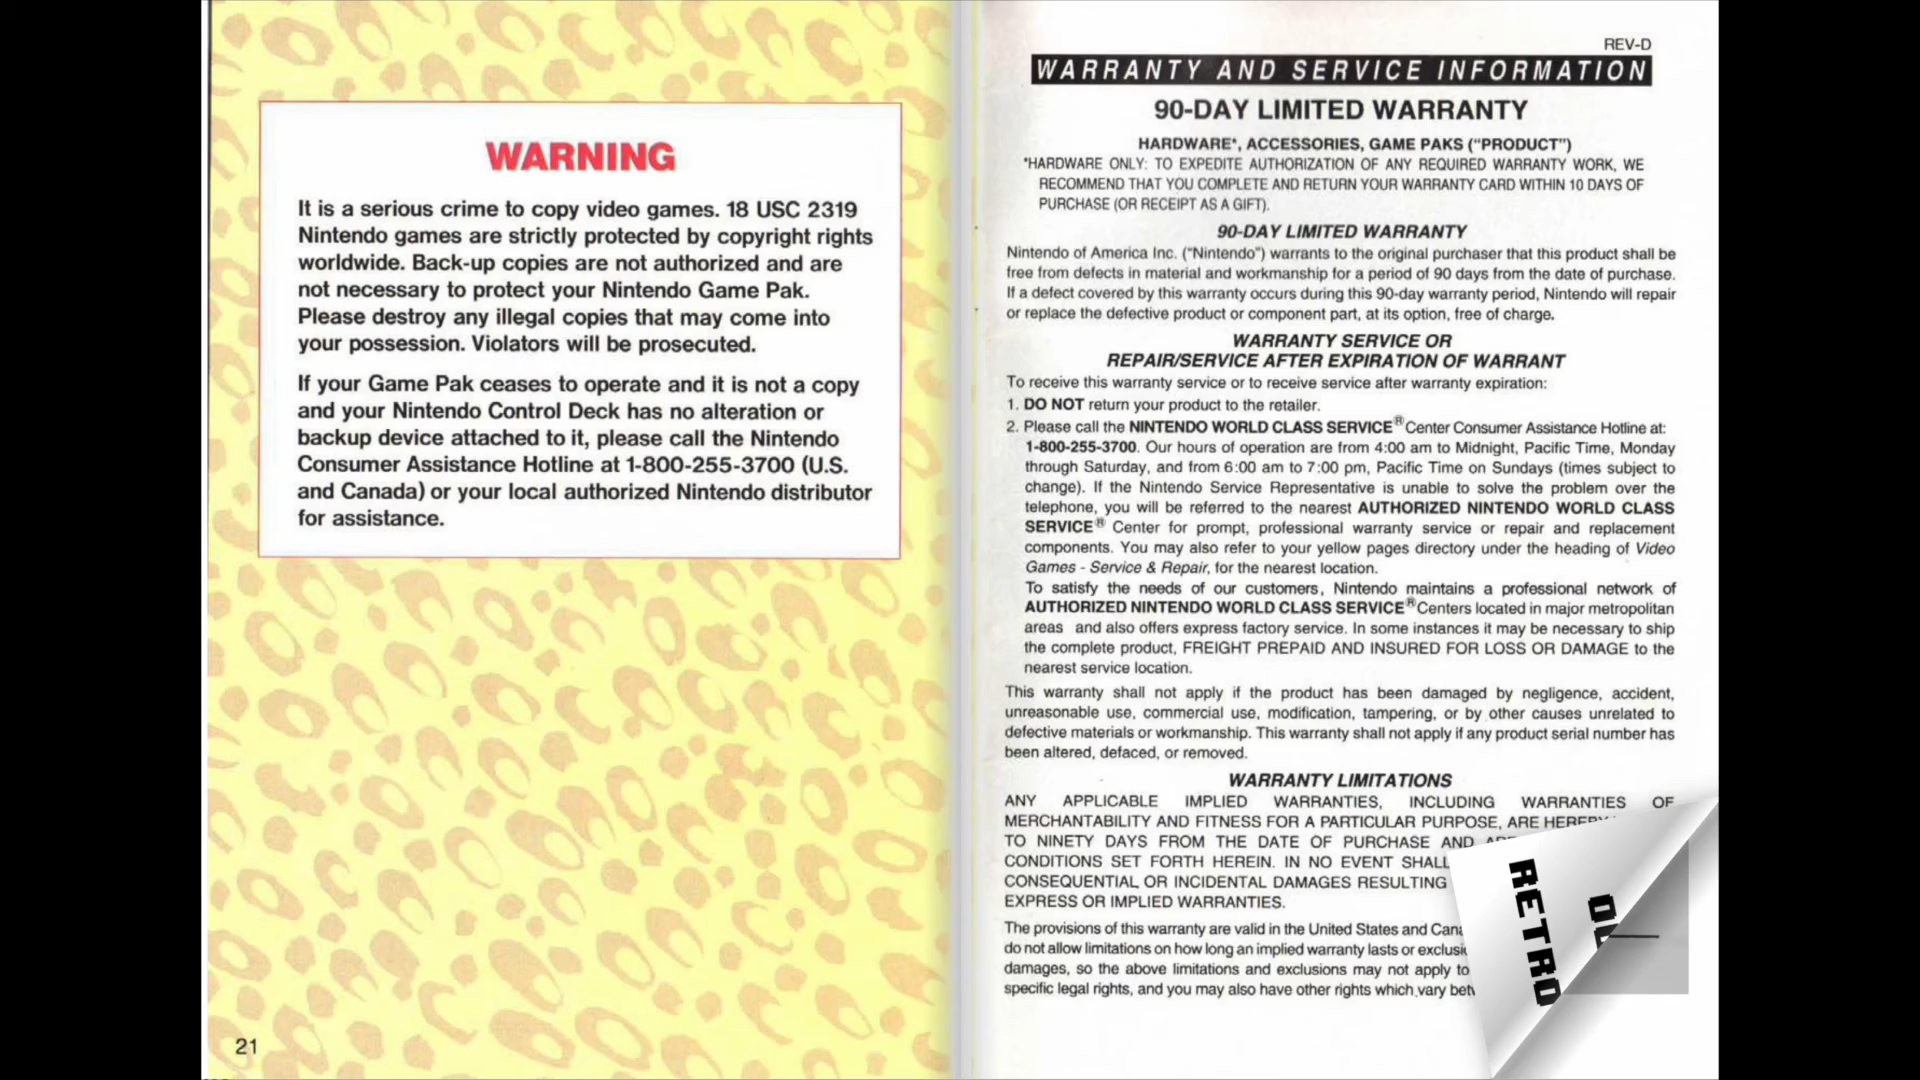 WARNING
It is a serious crime to copy video games. 18 USC 2319
Nintendo games are strictly protected by copyright rights
worldwide. Back-up copies are not authorized and are
not necessary to protect your Nintendo Game Pak.
Please destroy any illegal copies that may come into
your possession. Violators will be prosecuted.
If your Game Pak ceases to operate and it is not a copy
and your Nintendo Control Deck has no alteration or
backup device attached to it, please call the Nintendo
Consumer Assistance Hotline at 1-800-255-3700 (U.S.
and Canada) or your local authorized Nintendo distributor
for assistance.
21
REV-D
WARRANTY AND SERVICE INFORMATION
90-DAY LIMITED WARRANTY
HARDWARE*, ACCESSORIES, GAME PAKS ("PRODUCT")
*HARDWARE ONLY: TO EXPEDITE AUTHORIZATION OF ANY REQUIRED WARRANTY WORK, WE
RECOMMEND THAT YOU COMPLETE AND RETURN YOUR WARRANTY CARD WITHIN 10 DAYS OF
PURCHASE (OR RECEIPT AS A GIFT).
90-DAY LIMITED WARRANTY
Nintendo of America Inc. ("Nintendo") warrants to the original purchaser that this product shall be
free from defects in material and workmanship for a period of 90 days from the date of purchase.
If a defect covered by this warranty occurs during this 90-day warranty period, Nintendo will repair
or replace the defective product or component part, at its option, free of charge.
WARRANTY SERVICE OR
REPAIR/SERVICE AFTER EXPIRATION OF WARRANT
To receive this warranty service or to receive service after warranty expiration:
1. DO NOT return your product to the retailer.
2. Please call the NINTENDO WORLD CLASS SERVICE® Center Consumer Assistance Hotline at:
1-800-255-3700. Our hours of operation are from 4:00 am to Midnight, Pacific Time, Monday
through Saturday, and from 6:00 am to 7:00 pm, Pacific Time on Sundays (times subject to
change). If the Nintendo Service Representative is unable to solve the problem over the
telephone, you will be referred to the nearest AUTHORIZED NINTENDO WORLD CLASS
SERVICE® Center for prompt, professional warranty service or repair and replacement
components. You may also refer to your yellow pages directory under the heading of Video
Games - Service & Repair, for the nearest location.
To satisfy the needs of our customers, Nintendo maintains a professional network of
AUTHORIZED NINTENDO WORLD CLASS SERVICE® Centers located in major metropolitan
areas and also offers express factory service. In some instances it may be necessary to ship
the complete product, FREIGHT PREPAID AND INSURED FOR LOSS OR DAMAGE to the
nearest service location.
This warranty shall not apply if the product has been damaged by negligence, accident,
unreasonable use, commercial use, modification, tampering, or by other causes unrelated to
defective materials or workmanship. This warranty shall not apply if any product serial number has
been altered, defaced, or removed.
WARRANTY LIMITATIONS
ANY APPLICABLE IMPLIED WARRANTIES, INCLUDING WARRANTIES OF
MERCHANTABILITY AND FITNESS FOR A PARTICULAR PURPOSE, ARE
TO NINETY DAYS FROM THE DATE OF PURCHASE AND
CONDITIONS SET FORTH HEREIN. IN NO EVENT SHALL
CONSEQUENTIAL OR INCIDENTAL DAMAGES RESULTING
EXPRESS OR IMPLIED WARRANTIES.
The provisions of this warranty are valid in the United States and
do not allow limitations on how long an implied warranty lasts or
damages, so the above limitations and exclusions may not apply to
specific legal rights, and you may also have other rights which vary
RETRO